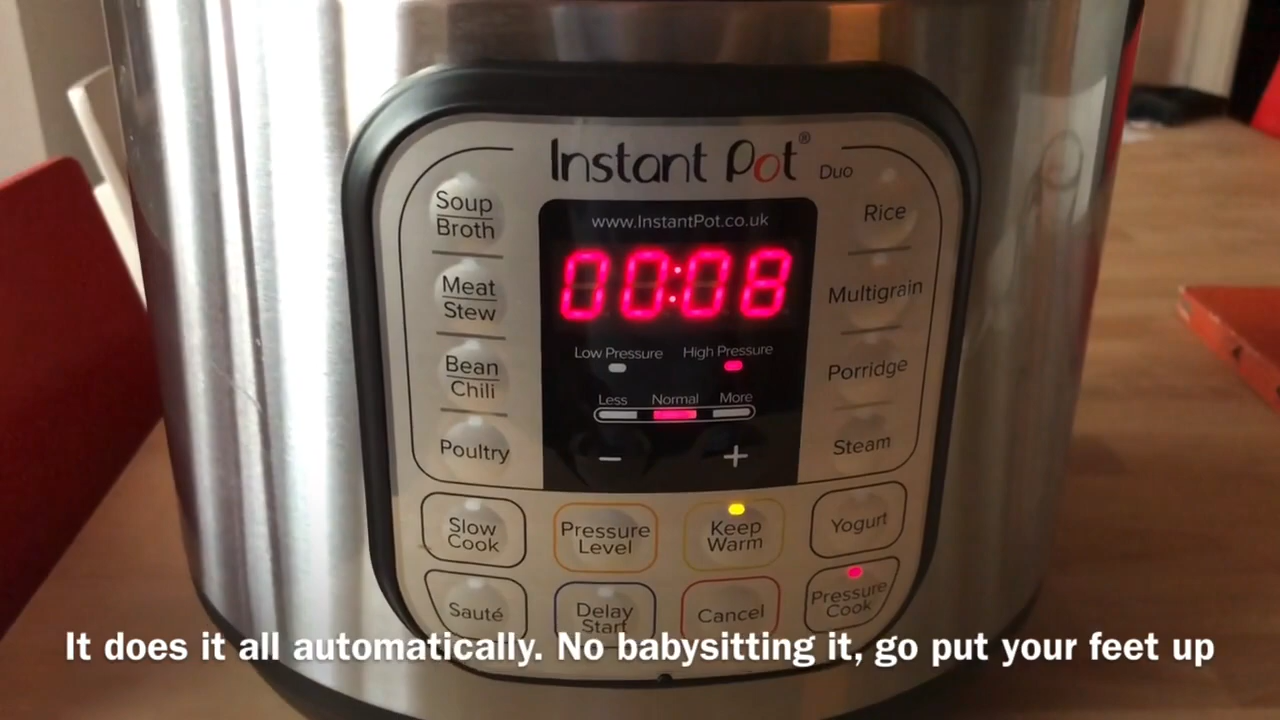 Instant Pot® Duo
www.InstantPot.co.uk
00:08
Low Pressure
High Pressure
Less
Normal
More
−
+
Soup
Broth
Meat
Stew
Bean
Chili
Poultry
Rice
Multigrain
Porridge
Steam
Slow
Cook
Pressure
Level
Keep
Warm
Yogurt
Sauté
Delay
Start
Cancel
Pressure
Cook
It does it all automatically. No babysitting it, go put your feet up